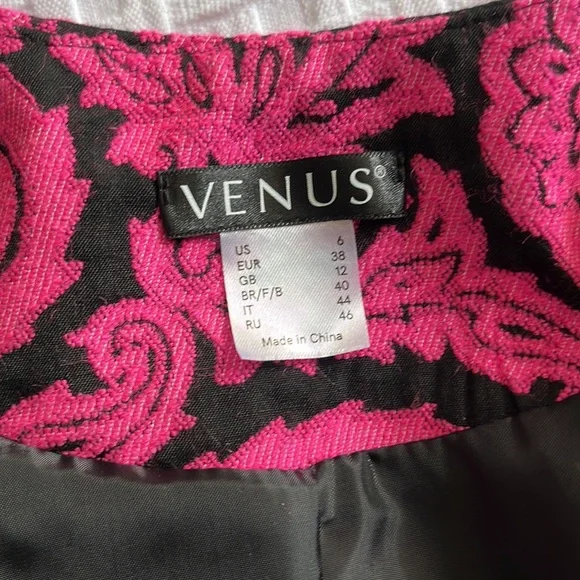 VENUS®
US 6
EUR 38
GB 12
BR/F/B 40
IT 44
RU 46
Made in China